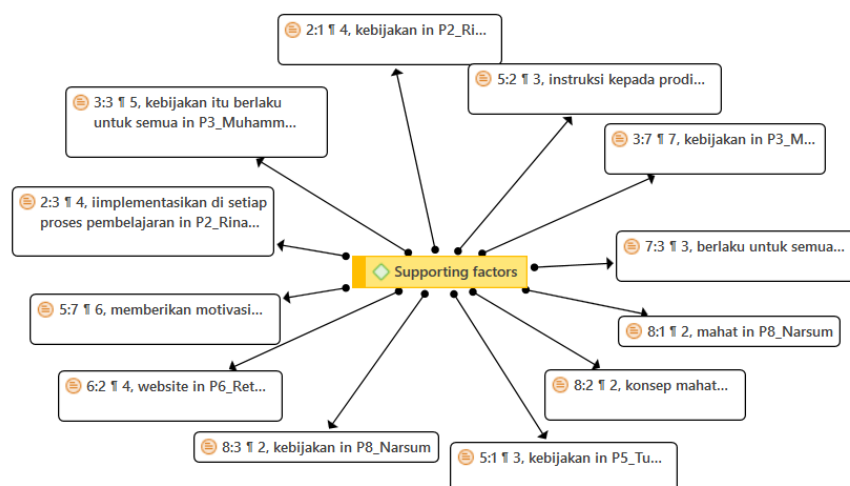 2:1 ¶ 4, kebijakan in P2_Ri...
5:2 ¶ 3, instruksi kepada prodi...
3:3 ¶ 5, kebijakan itu berlaku
untuk semua in P3_Muhamm...
3:7 ¶ 7, kebijakan in P3_M...
2:3 ¶ 4, iimplementasikan di setiap
proses pembelajaran in P2_Rina...
7:3 ¶ 3, berlaku untuk semua...
Supporting factors
5:7 ¶ 6, memberikan motivasi...
8:1 ¶ 2, mahat in P8_Narsum
6:2 ¶ 4, website in P6_Ret...
8:2 ¶ 2, konsep mahat...
8:3 ¶ 2, kebijakan in P8_Narsum
5:1 ¶ 3, kebijakan in P5_Tu...